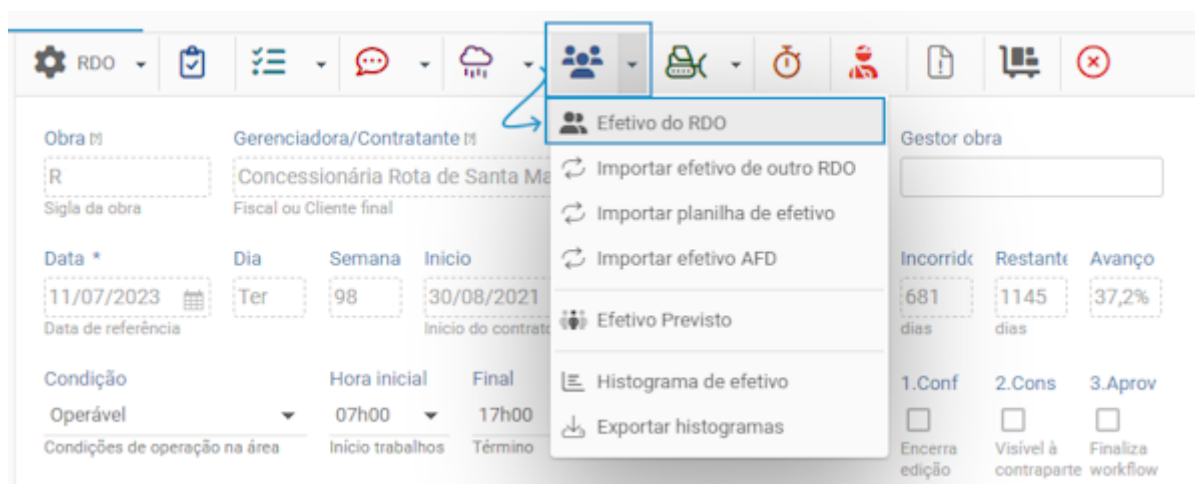 RDO
Efetivo do RDO
Importar efetivo de outro RDO
Importar planilha de efetivo
Importar efetivo AFD
Efetivo Previsto
Histograma de efetivo
Exportar histogramas
Obra [?]
Gerenciadora/Contratante [?]
Gestor obra
R
Concessionária Rota de Santa Ma
Sigla da obra
Fiscal ou Cliente final
Data *
Dia
Semana
Inicio
Incorrido
Restante
Avanço
11/07/2023
Ter
98
30/08/2021
681
1145
37,2%
Data de referência
Inicio do contrato
dias
dias
Condição
Hora inicial
Final
1.Conf
2.Cons
3.Aprov
Operável
07h00
17h00
Condições de operação na área
Início trabalhos
Término
Encerra
edição
Visível à
contraparte
Finaliza
workflow